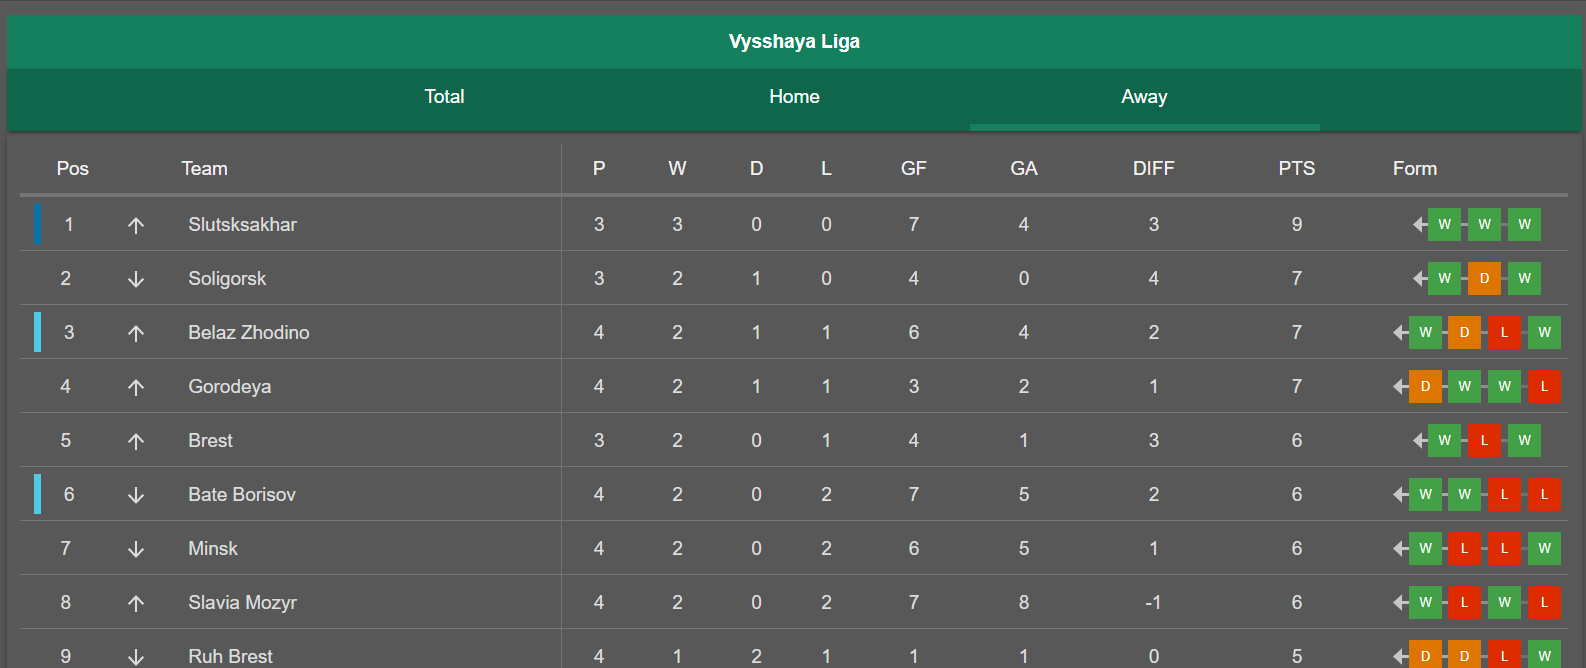 Vysshaya Liga
Total Home Away
Pos Team P W D L GF GA DIFF PTS Form
1 Slutsksakhar 3 3 0 0 7 4 3 9 W W W
2 Soligorsk 3 2 1 0 4 0 4 7 W D W
3 Belaz Zhodino 4 2 1 1 6 4 2 7 W D L W
4 Gorodeya 4 2 1 1 3 2 1 7 D W W L
5 Brest 3 2 0 1 4 1 3 6 W L W
6 Bate Borisov 4 2 0 2 7 5 2 6 W W L L
7 Minsk 4 2 0 2 6 5 1 6 W L L W
8 Slavia Mozyr 4 2 0 2 7 8 -1 6 W L W L
9 Ruh Brest 4 1 2 1 1 1 0 5 D D L W